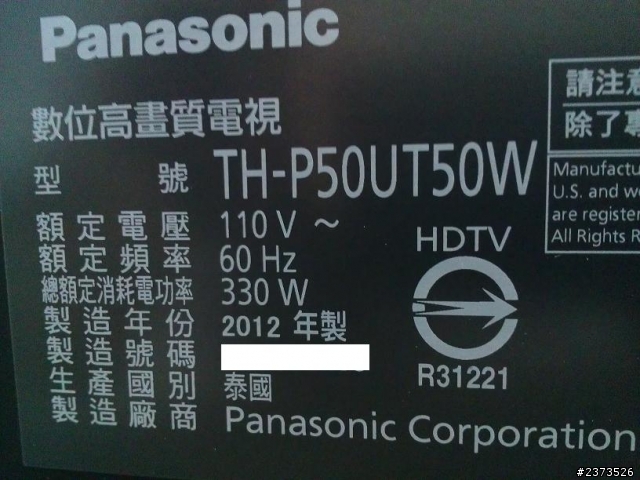 Panasonic
數位高畫質電視
型號 TH-P50UT50W
額定電壓 110 V ~
額定頻率 60 Hz
總額定消耗電功率 330 W
製造年份 2012 年製
製造號碼
生產國別 泰國
製造廠商 Panasonic Corporation
HDTV
R31221
請注意
除了
Manufactu
U.S. and wo
are register
All Rights R
#2373526